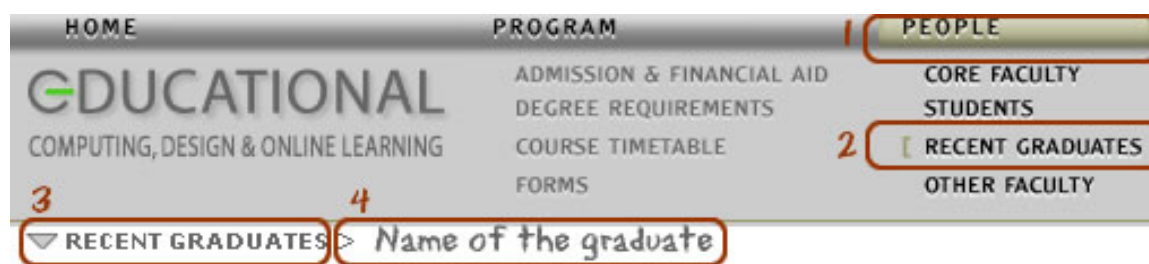 HOME PROGRAM 1 PEOPLE
eDUCATIONAL ADMISSION & FINANCIAL AID CORE FACULTY
DEGREE REQUIREMENTS STUDENTS
COMPUTING, DESIGN & ONLINE LEARNING COURSE TIMETABLE 2 [ RECENT GRADUATES
FORMS OTHER FACULTY
3 4
RECENT GRADUATES > Name of the graduate